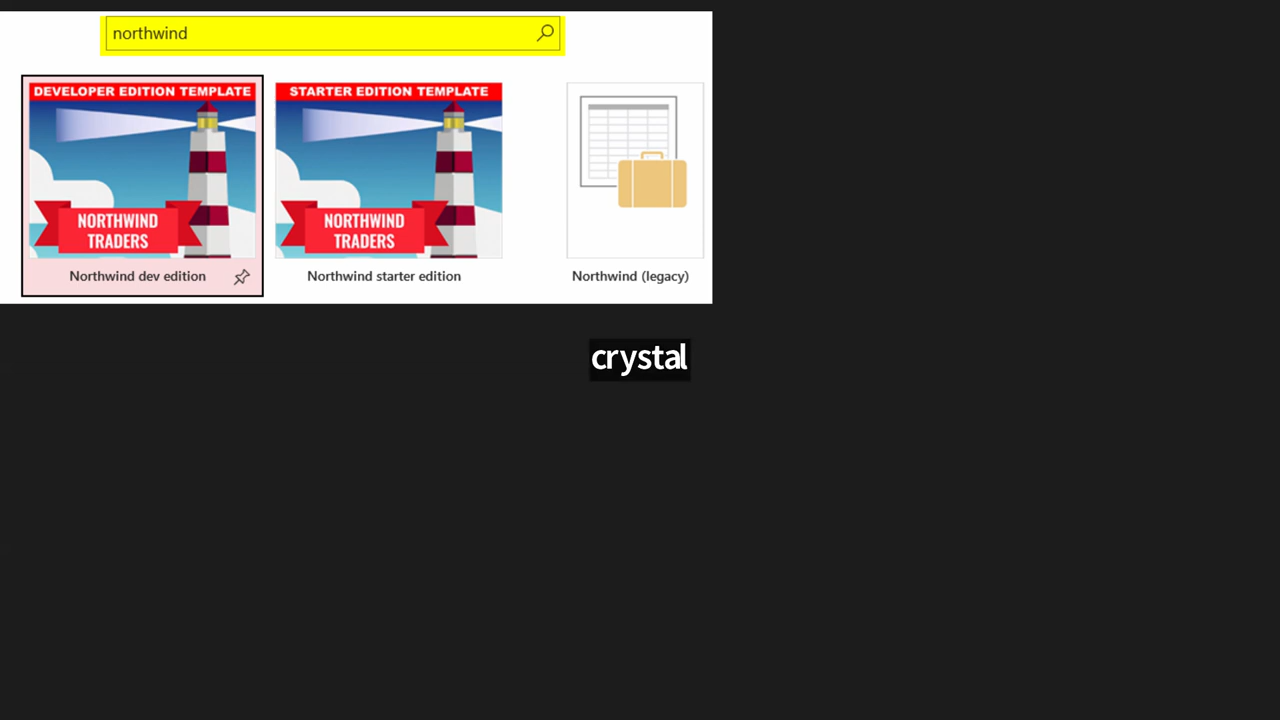 northwind
DEVELOPER EDITION TEMPLATE
NORTHWIND
TRADERS
Northwind dev edition
STARTER EDITION TEMPLATE
NORTHWIND
TRADERS
Northwind starter edition
Northwind (legacy)
crystal